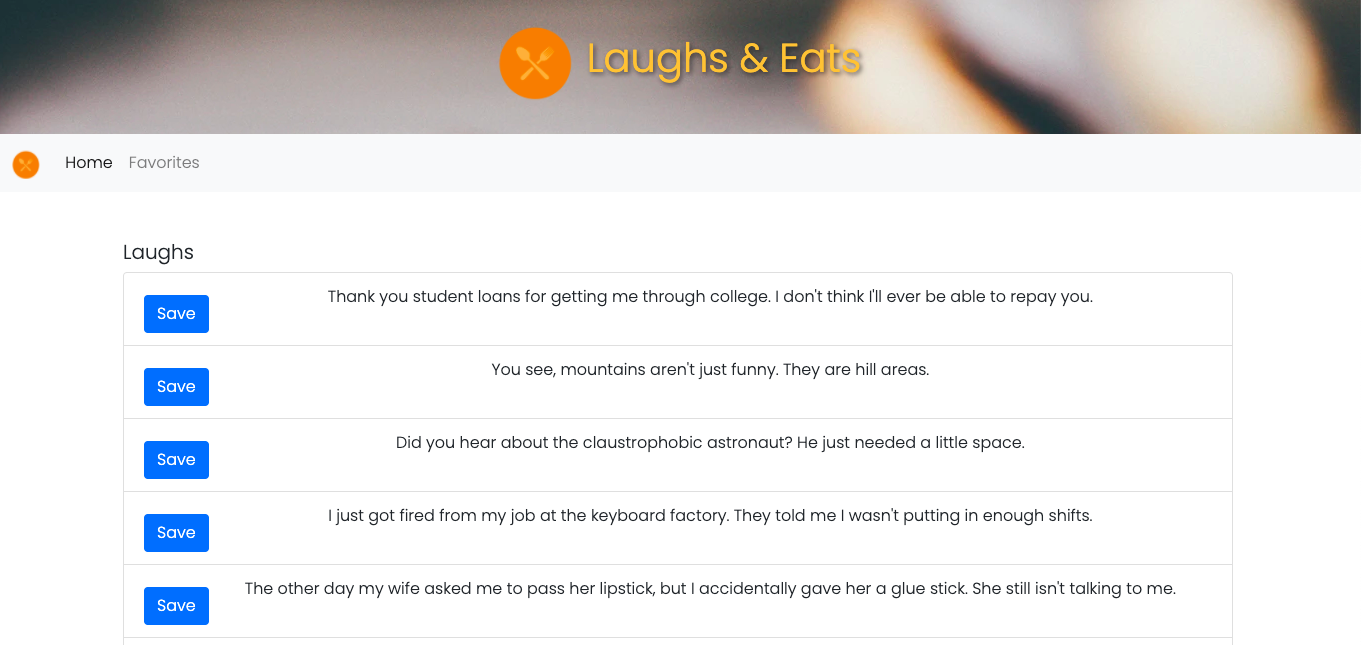 Laughs & Eats
Home Favorites
Laughs
Save Thank you student loans for getting me through college. I don't think I'll ever be able to repay you.
Save You see, mountains aren't just funny. They are hill areas.
Save Did you hear about the claustrophobic astronaut? He just needed a little space.
Save I just got fired from my job at the keyboard factory. They told me I wasn't putting in enough shifts.
Save The other day my wife asked me to pass her lipstick, but I accidentally gave her a glue stick. She still isn't talking to me.